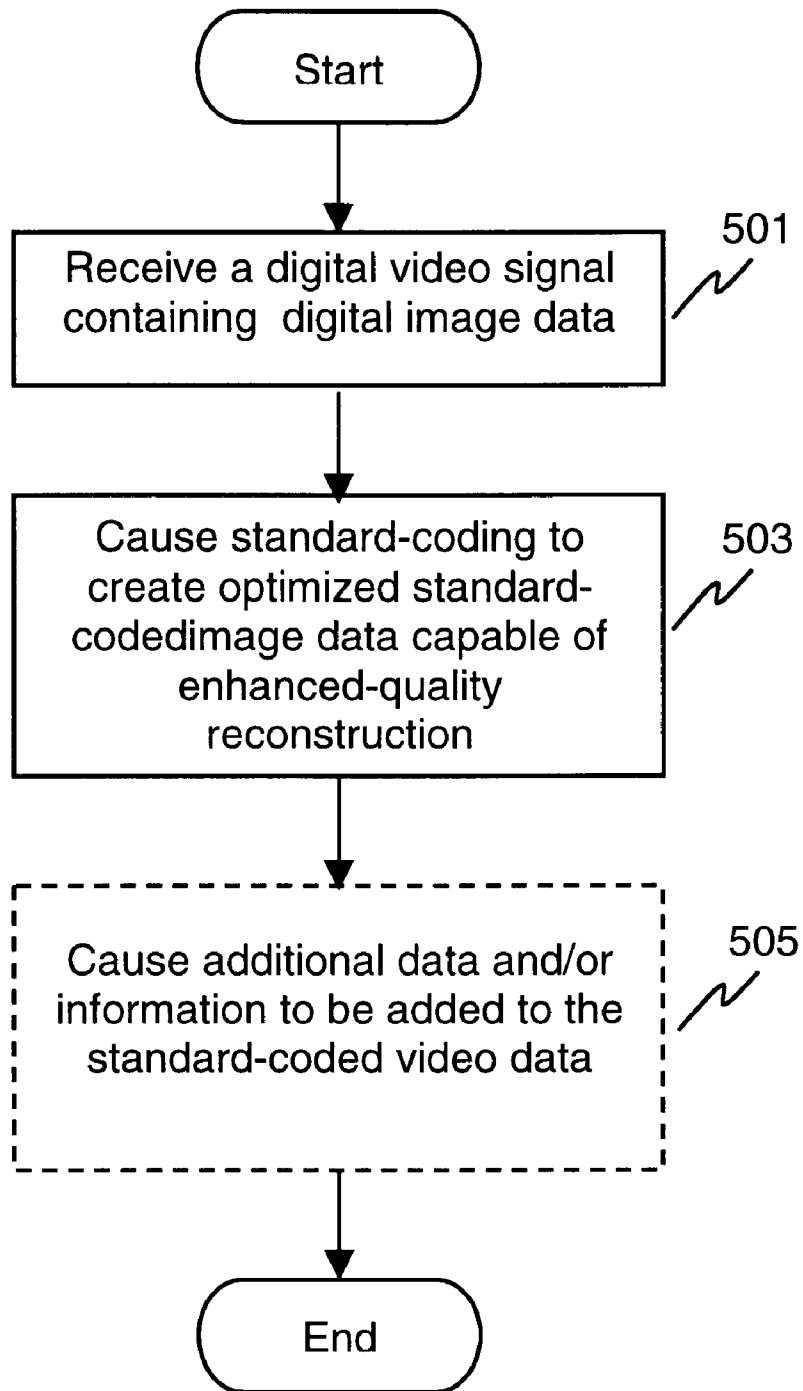 Start
501
Receive a digital video signal
containing digital image data
503
Cause standard-coding to
create optimized standard-
codedimage data capable of
enhanced-quality
reconstruction
505
Cause additional data and/or
information to be added to the
standard-coded video data
End